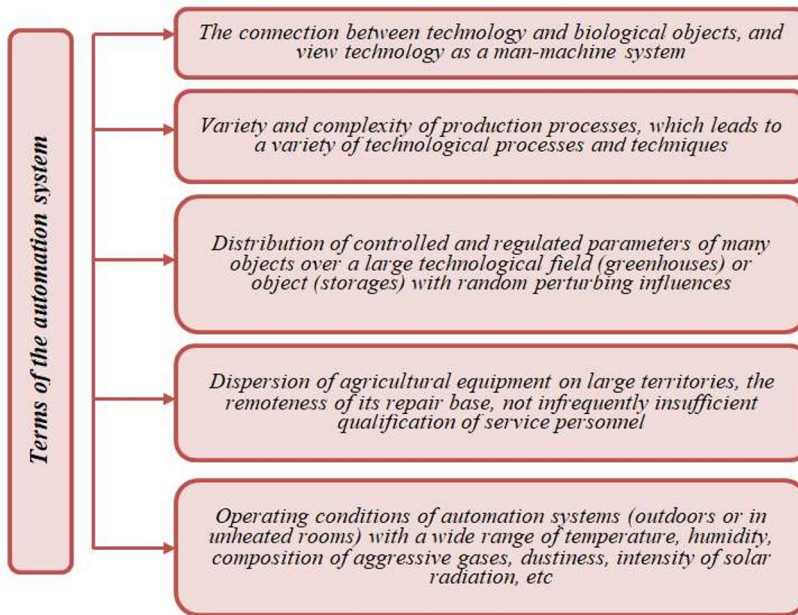 Terms of the automation system
The connection between technology and biological objects, and
view technology as a man-machine system
Variety and complexity of production processes, which leads to
a variety of technological processes and techniques
Distribution of controlled and regulated parameters of many
objects over a large technological field (greenhouses) or
object (storages) with random perturbing influences
Dispersion of agricultural equipment on large territories, the
remoteness of its repair base, not infrequently insufficient
qualification of service personnel
Operating conditions of automation systems (outdoors or in
unheated rooms) with a wide range of temperature, humidity,
composition of aggressive gases, dustiness, intensity of solar
radiation, etc